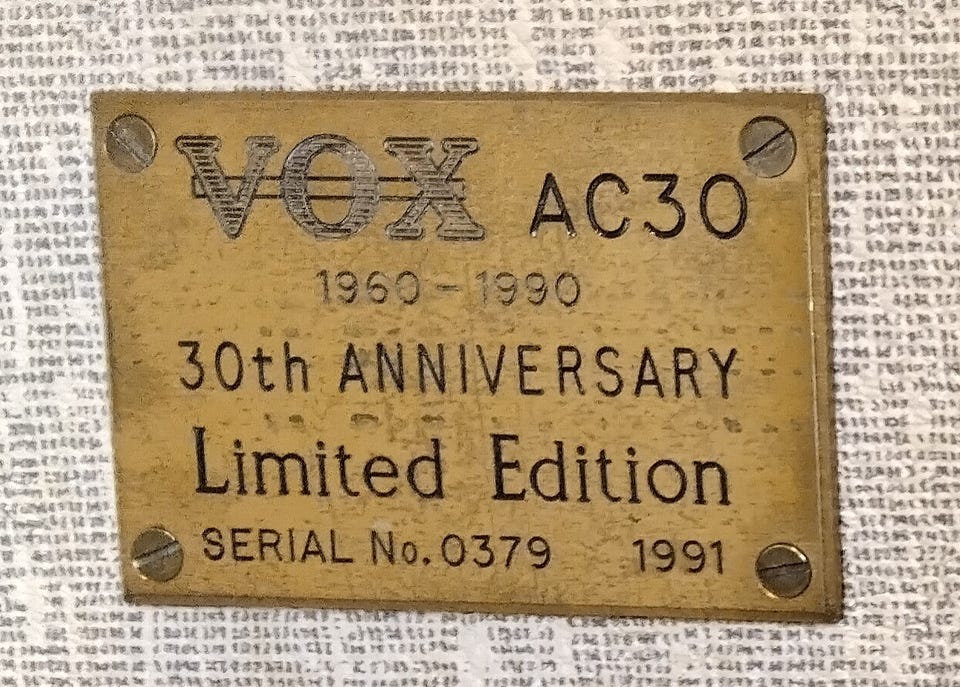 VOX AC30
1960 - 1990
30th ANNIVERSARY
Limited Edition
SERIAL No. 0379 1991